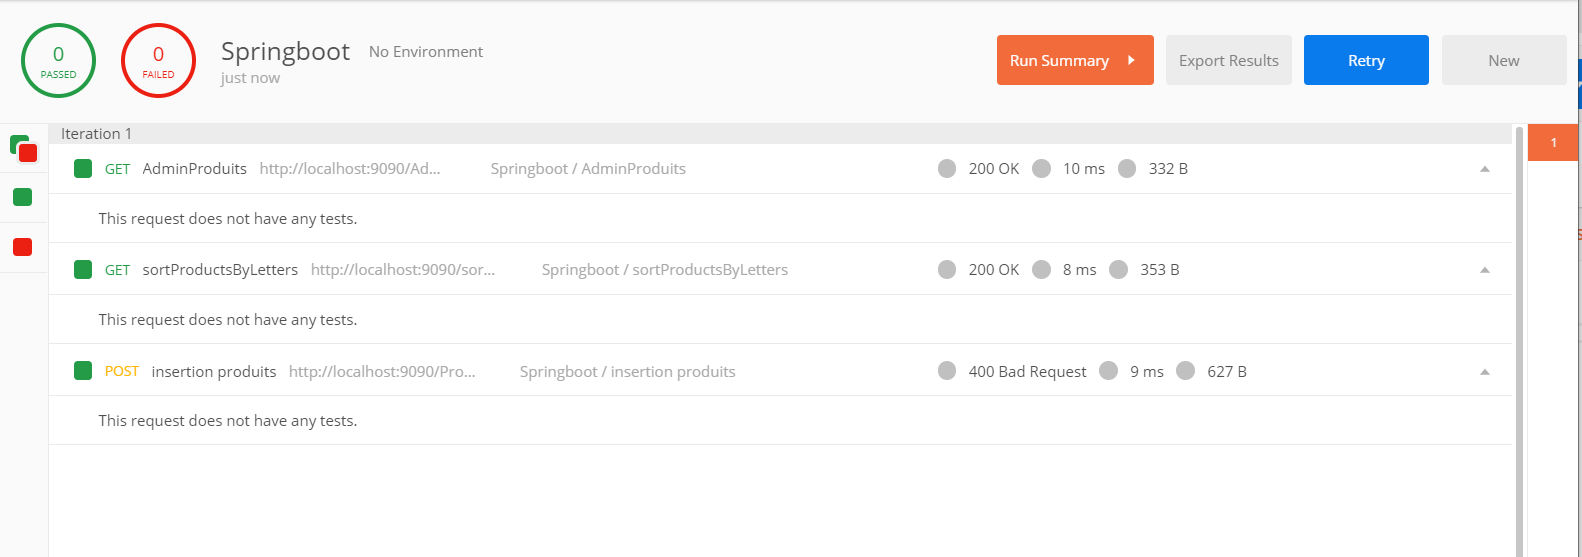 0 PASSED
0 FAILED
Springboot No Environment
just now
Run Summary
Export Results
Retry
New
Iteration 1
1
GET AdminProduits http://localhost:9090/Ad... Springboot / AdminProduits 200 OK 10 ms 332 B
This request does not have any tests.
GET sortProductsByLetters http://localhost:9090/sor... Springboot / sortProductsByLetters 200 OK 8 ms 353 B
This request does not have any tests.
POST insertion produits http://localhost:9090/Pro... Springboot / insertion produits 400 Bad Request 9 ms 627 B
This request does not have any tests.